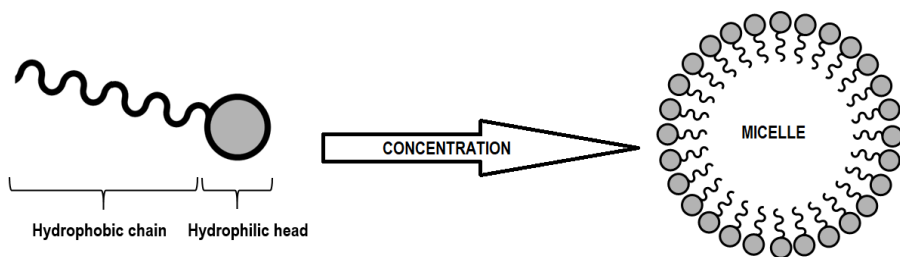 CONCENTRATION
MICELLE
Hydrophobic chain
Hydrophilic head